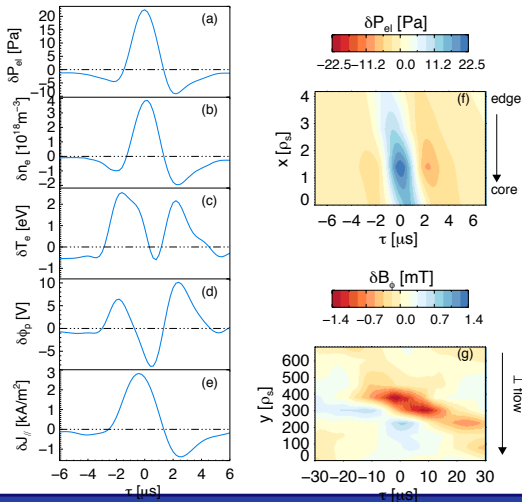 (a)
δP_el [Pa]
20
15
10
5
0
−5
−10
(b)
δn_e [10^18 m^−3]
4
3
2
1
0
−1
−2
(c)
δT_e [eV]
2
1
0
−1
(d)
δϕ_p [V]
10
5
0
−5
(e)
δJ_// [kA/m²]
3
2
1
0
−1
−6 −4 −2 0 2 4 6
τ [μs]
δP_el [Pa]
−22.5 −11.2 0.0 11.2 22.5
(f)
x [ρ_s]
4
3
2
1
0
edge
core
−6 −4 −2 0 2 4 6
τ [μs]
δB_ϕ [mT]
−1.4 −0.7 0.0 0.7 1.4
(g)
y [ρ_s]
600
500
400
300
200
100
0
⊥ flow
−30 −20 −10 0 10 20 30
τ [μs]